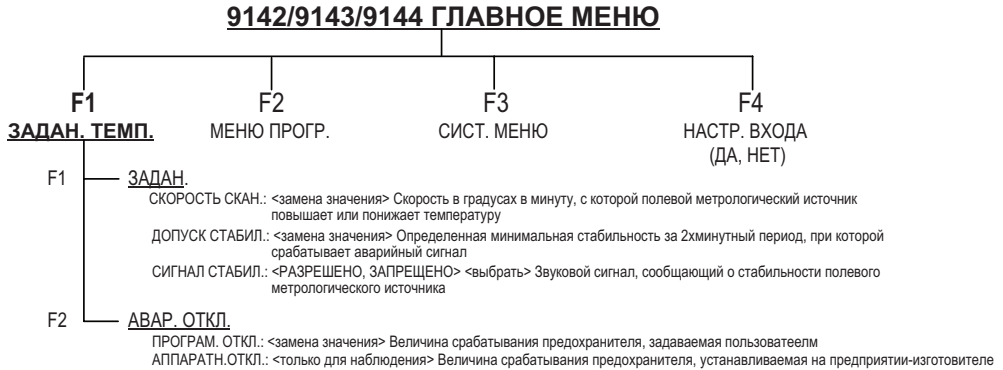 9142/9143/9144 ГЛАВНОЕ МЕНЮ
F1 F2 F3 F4
ЗАДАН. ТЕМП. МЕНЮ ПРОГР. СИСТ. МЕНЮ НАСТР. ВХОДА
(ДА, НЕТ)
F1 ЗАДАН.
СКОРОСТЬ СКАН.: <замена значения> Скорость в градусах в минуту, с которой полевой метрологический источник
повышает или понижает температуру
ДОПУСК СТАБИЛ.: <замена значения> Определенная минимальная стабильность за 2хминутный период, при которой
срабатывает аварийный сигнал
СИГНАЛ СТАБИЛ.: <РАЗРЕШЕНО, ЗАПРЕЩЕНО> <выбрать> Звуковой сигнал, сообщающий о стабильности полевого
метрологического источника
F2 АВАР. ОТКЛ.
ПРОГРАМ. ОТКЛ.: <замена значения> Величина срабатывания предохранителя, задаваемая пользоватеелм
АППАРАТН.ОТКЛ.: <только для наблюдения> Величина срабатывания предохранителя, устанавливаемая на предприятии-изготовителе